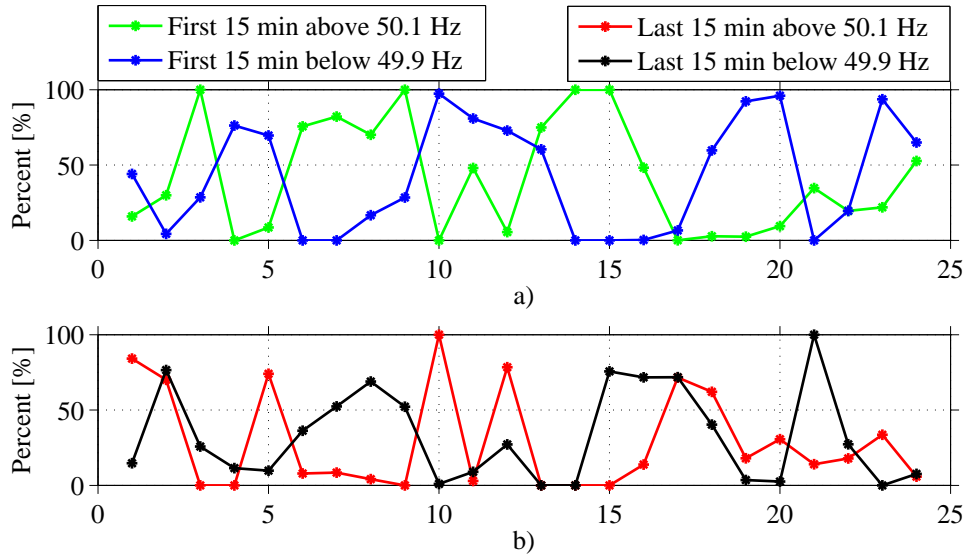 First 15 min above 50.1 Hz
First 15 min below 49.9 Hz
Last 15 min above 50.1 Hz
Last 15 min below 49.9 Hz
Percent [%]
100
50
0
0 5 10 15 20 25
a)
Percent [%]
100
50
0
0 5 10 15 20 25
b)